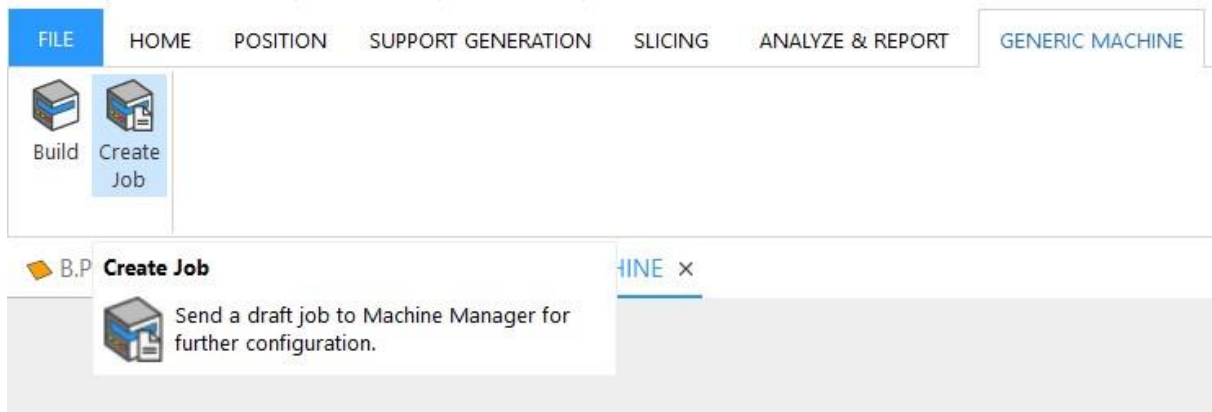 FILE HOME POSITION SUPPORT GENERATION SLICING ANALYZE & REPORT GENERIC MACHINE
Build Create
Job
B.P Create Job HINE ×
Send a draft job to Machine Manager for
further configuration.